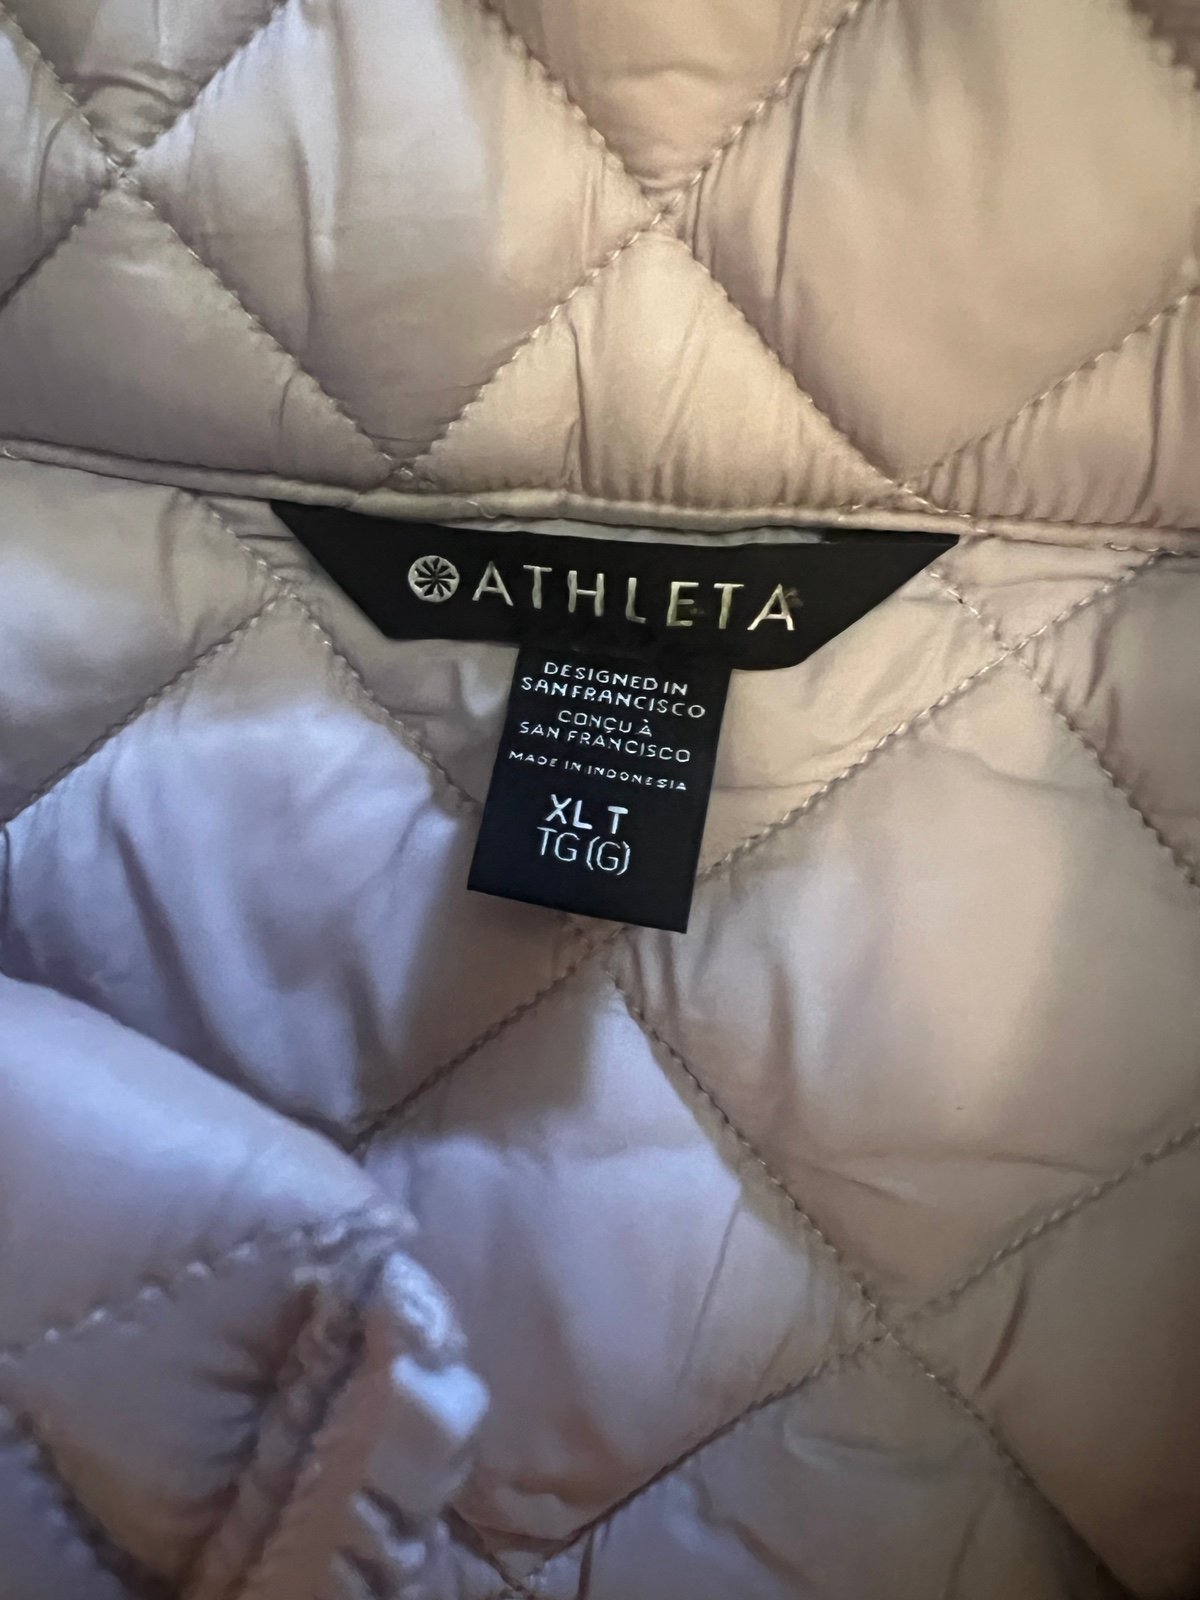 ATHLETA
DESIGNED IN
SAN FRANCISCO
CONÇU À
SAN FRANCISCO
MADE IN INDONESIA
XL T
TG (G)